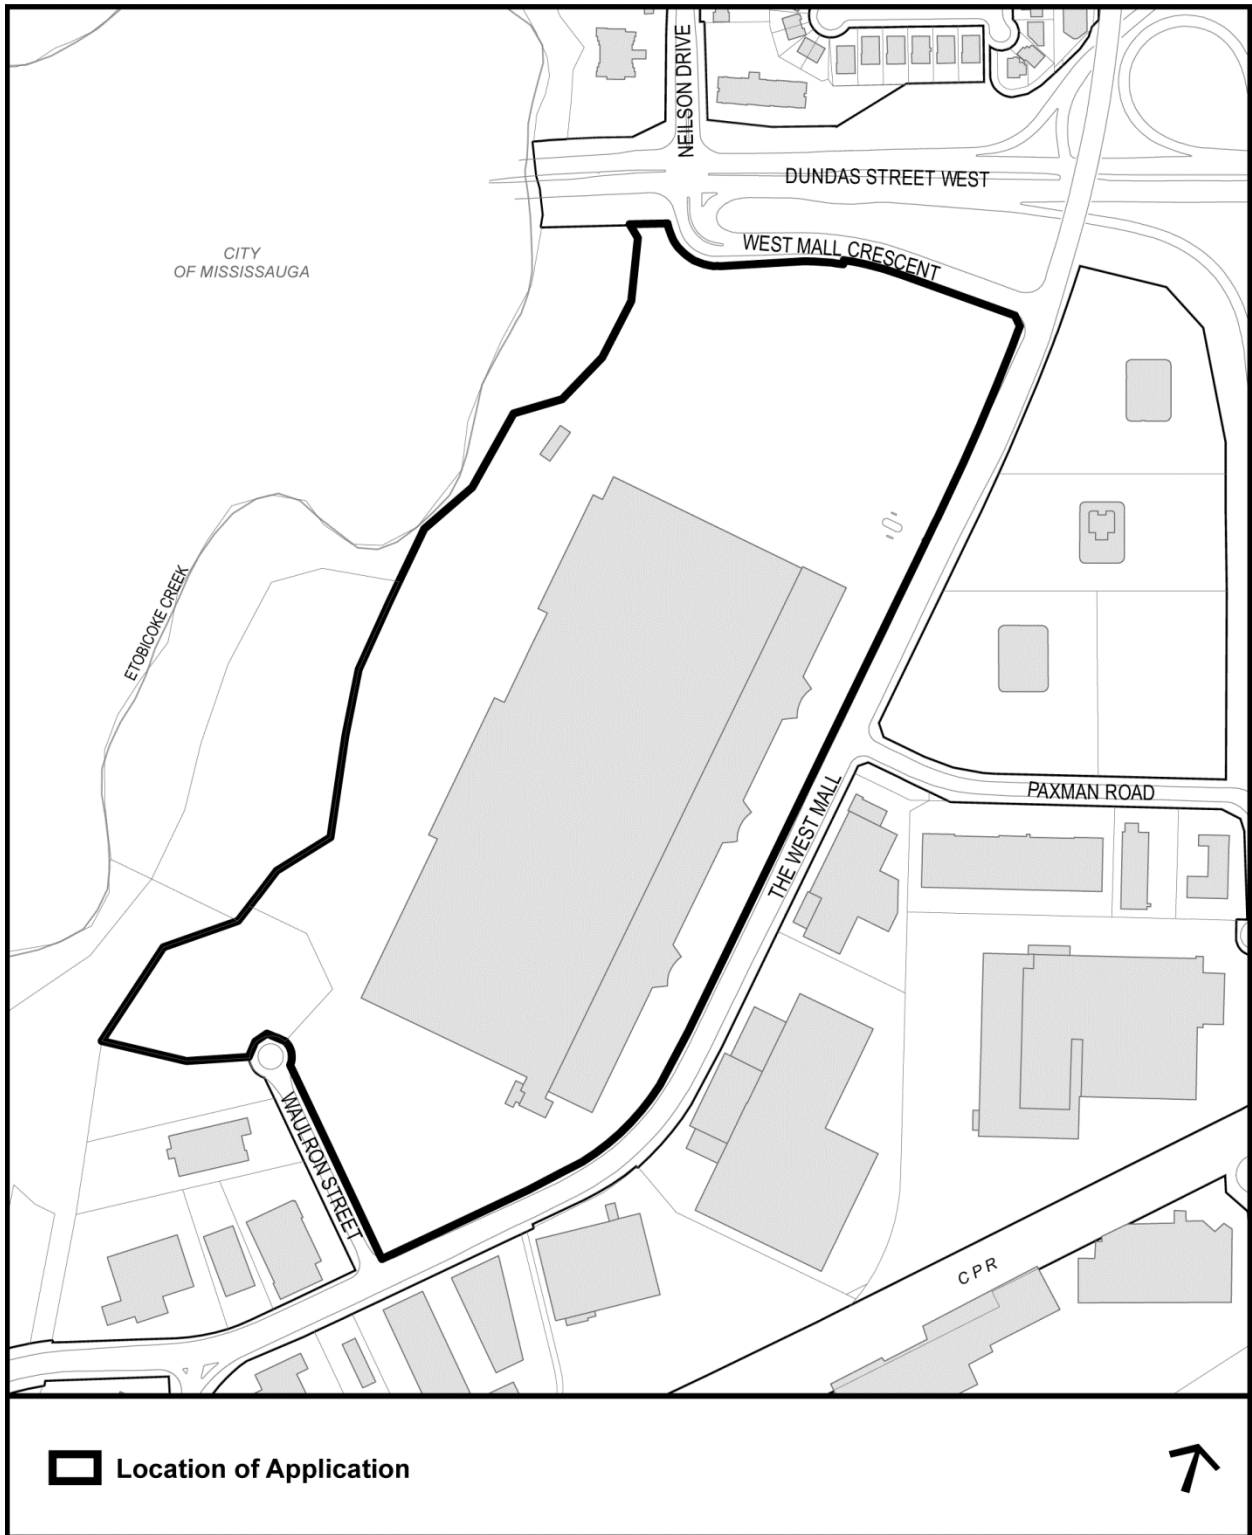 NEILSON DRIVE
DUNDAS STREET WEST
WEST MALL CRESCENT
CITY
OF MISSISSAUGA
ETOBICOKE CREEK
THE WEST MALL
PAXMAN ROAD
WAULRON STREET
CPR
Location of Application